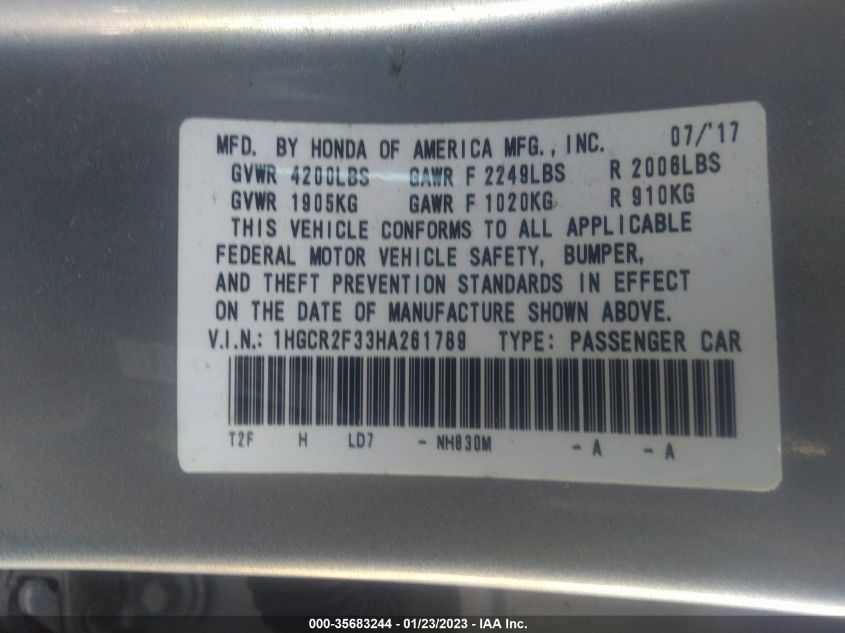 MFD. BY HONDA OF AMERICA MFG., INC. 07/'17
GVWR 4200LBS GAWR F 2249LBS R 2006LBS
GVWR 1905KG GAWR F 1020KG R 910KG
THIS VEHICLE CONFORMS TO ALL APPLICABLE
FEDERAL MOTOR VEHICLE SAFETY, BUMPER,
AND THEFT PREVENTION STANDARDS IN EFFECT
ON THE DATE OF MANUFACTURE SHOWN ABOVE.
V.I.N.: 1HGCR2F33HA261789 TYPE: PASSENGER CAR
T2F H LD7 - NH830M - A - A
000-35683244 / 01/23/2023 - IAA Inc.